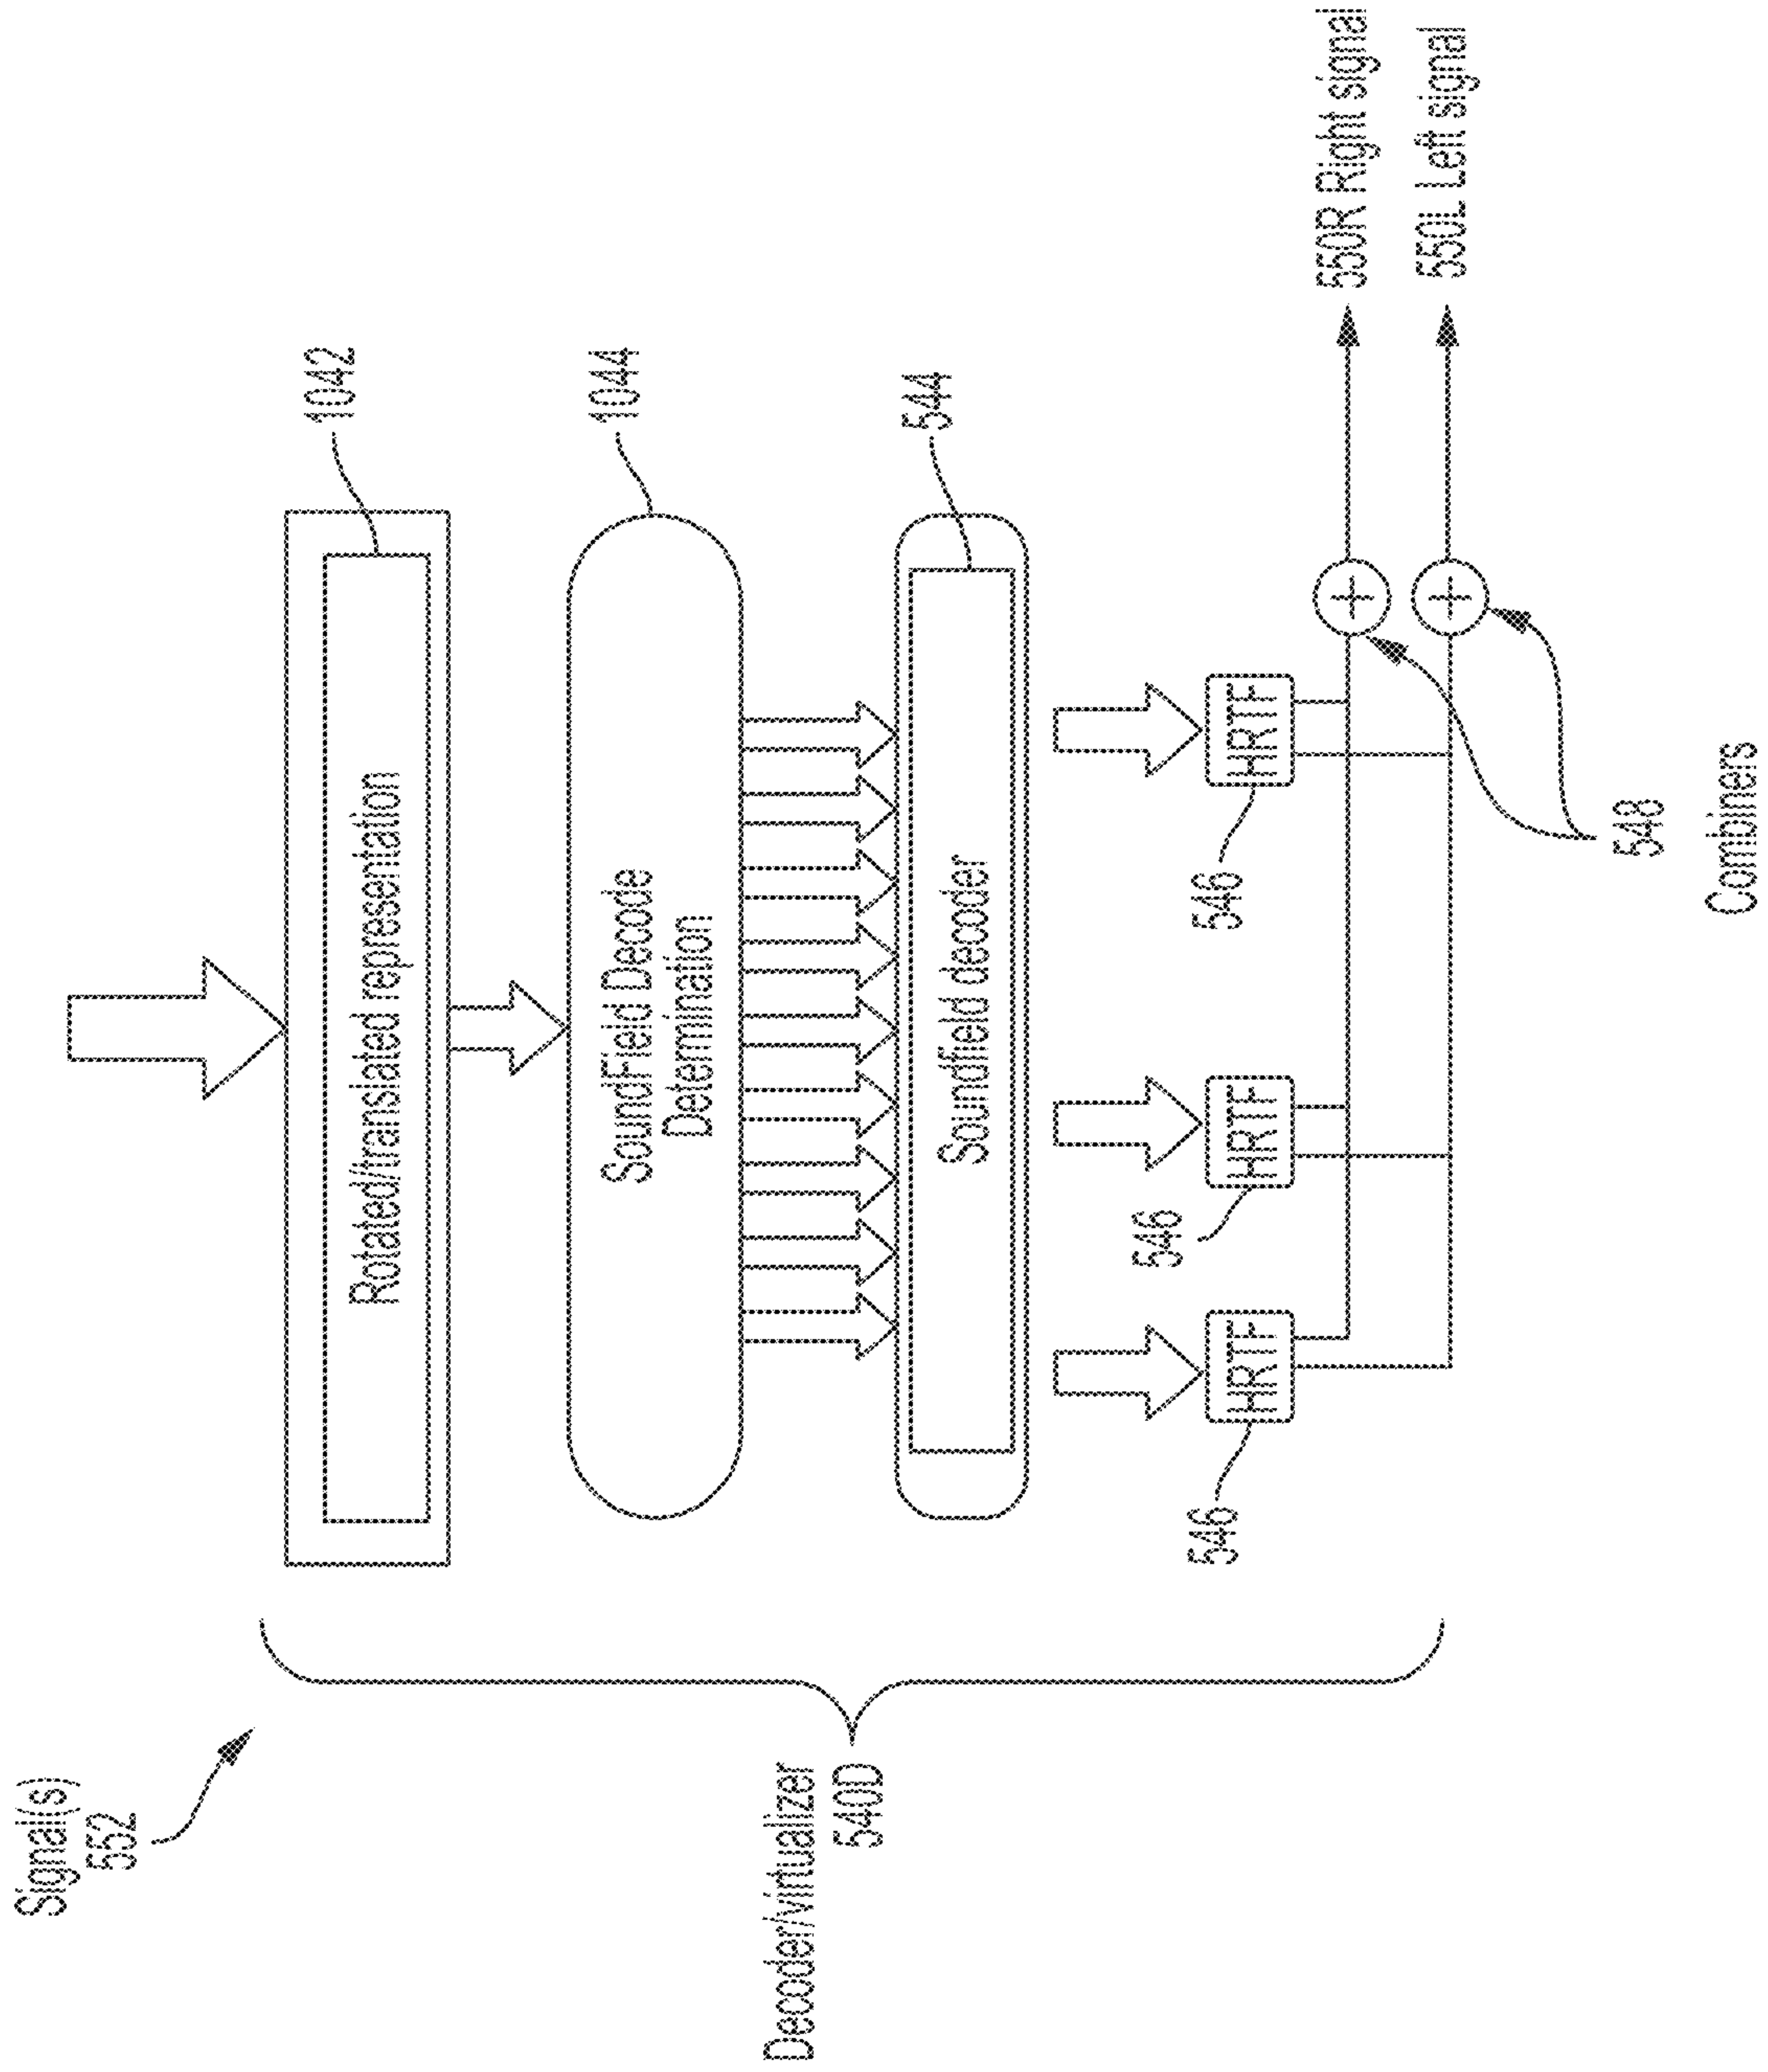 Signal(s)
552
Rotated/translated representation
1042
SoundField Decode
Determination
1044
Soundfield decoder
544
Decoder/virtualizer
540D
HRTF
546
HRTF
546
HRTF
546
550R Right signal
550L Left signal
548
Combiners